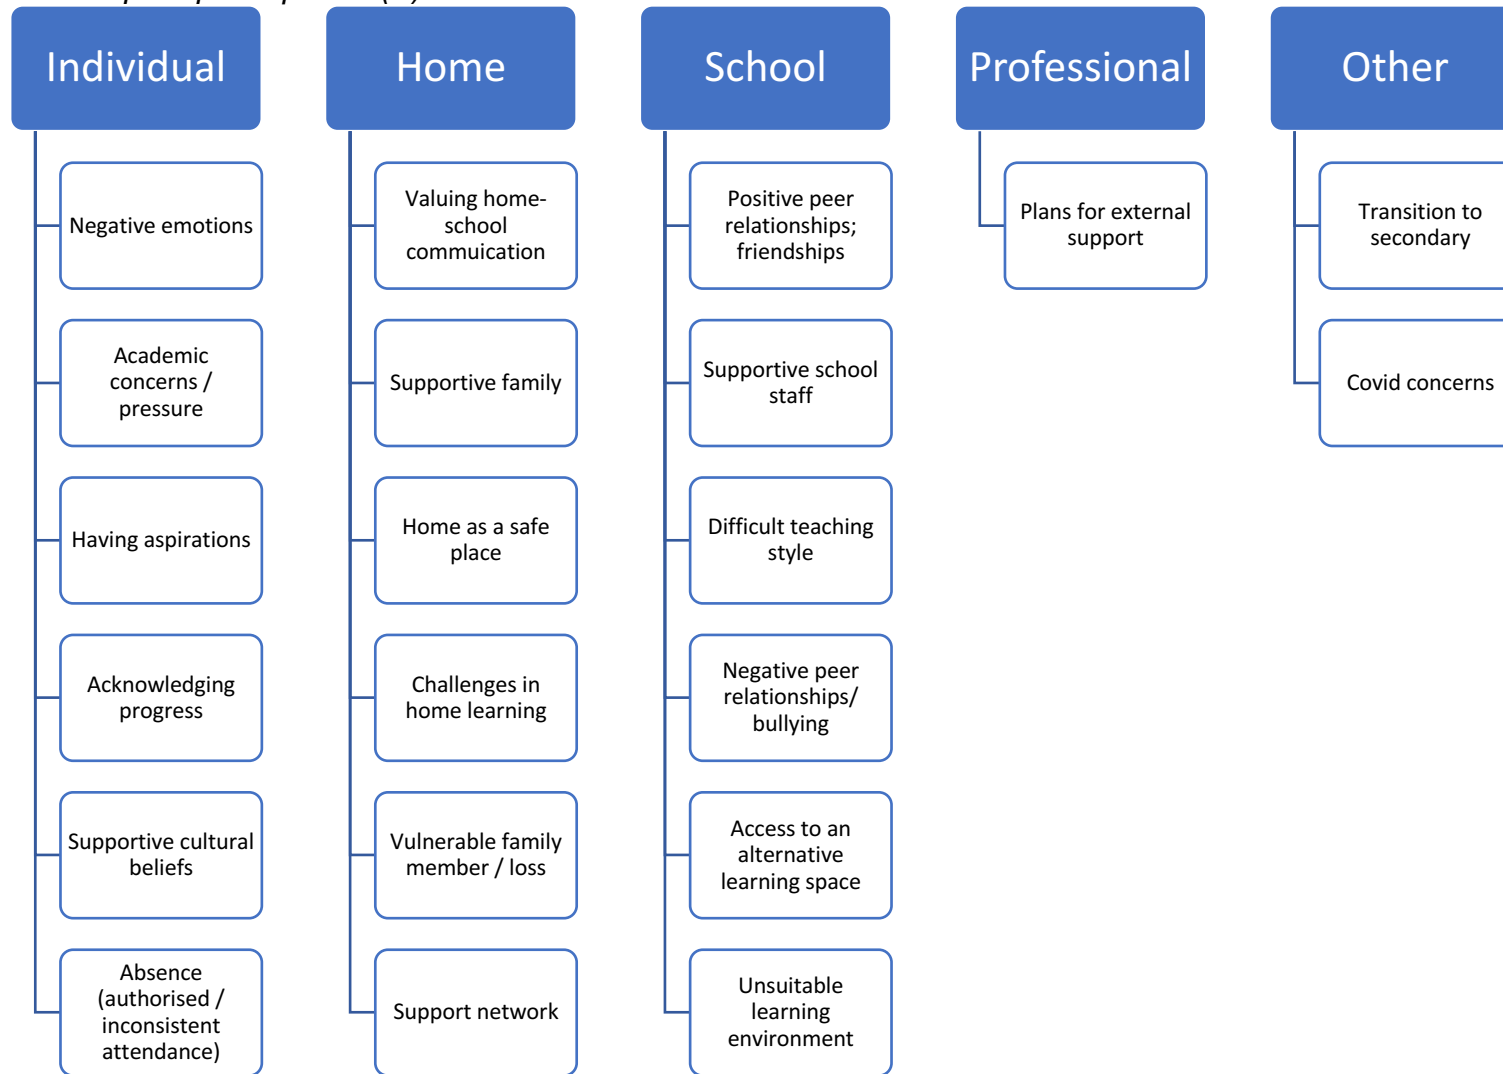 Individual
Negative emotions
Academic
concerns /
pressure
Having aspirations
Acknowledging
progress
Supportive cultural
beliefs
Absence
(authorised /
inconsistent
attendance)
Home
Valuing home-
school
commuication
Supportive family
Home as a safe
place
Challenges in
home learning
Vulnerable family
member / loss
Support network
School
Positive peer
relationships;
friendships
Supportive school
staff
Difficult teaching
style
Negative peer
relationships/
bullying
Access to an
alternative
learning space
Unsuitable
learning
environment
Professional
Plans for external
support
Other
Transition to
secondary
Covid concerns